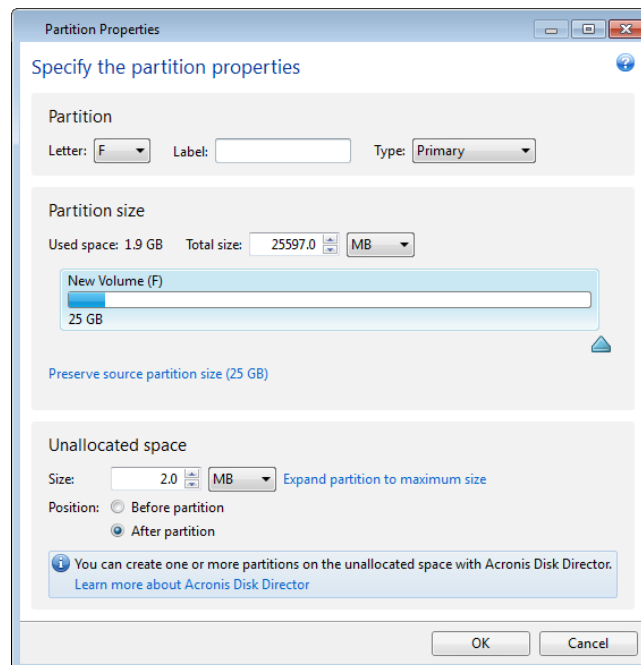 Partition Properties
Specify the partition properties
Partition
Letter: F Label: Type: Primary
Partition size
Used space: 1.9 GB Total size: 25597.0 MB
New Volume (F)
25 GB
Preserve source partition size (25 GB)
Unallocated space
Size: 2.0 MB Expand partition to maximum size
Position: Before partition
After partition
You can create one or more partitions on the unallocated space with Acronis Disk Director.
Learn more about Acronis Disk Director
OK Cancel